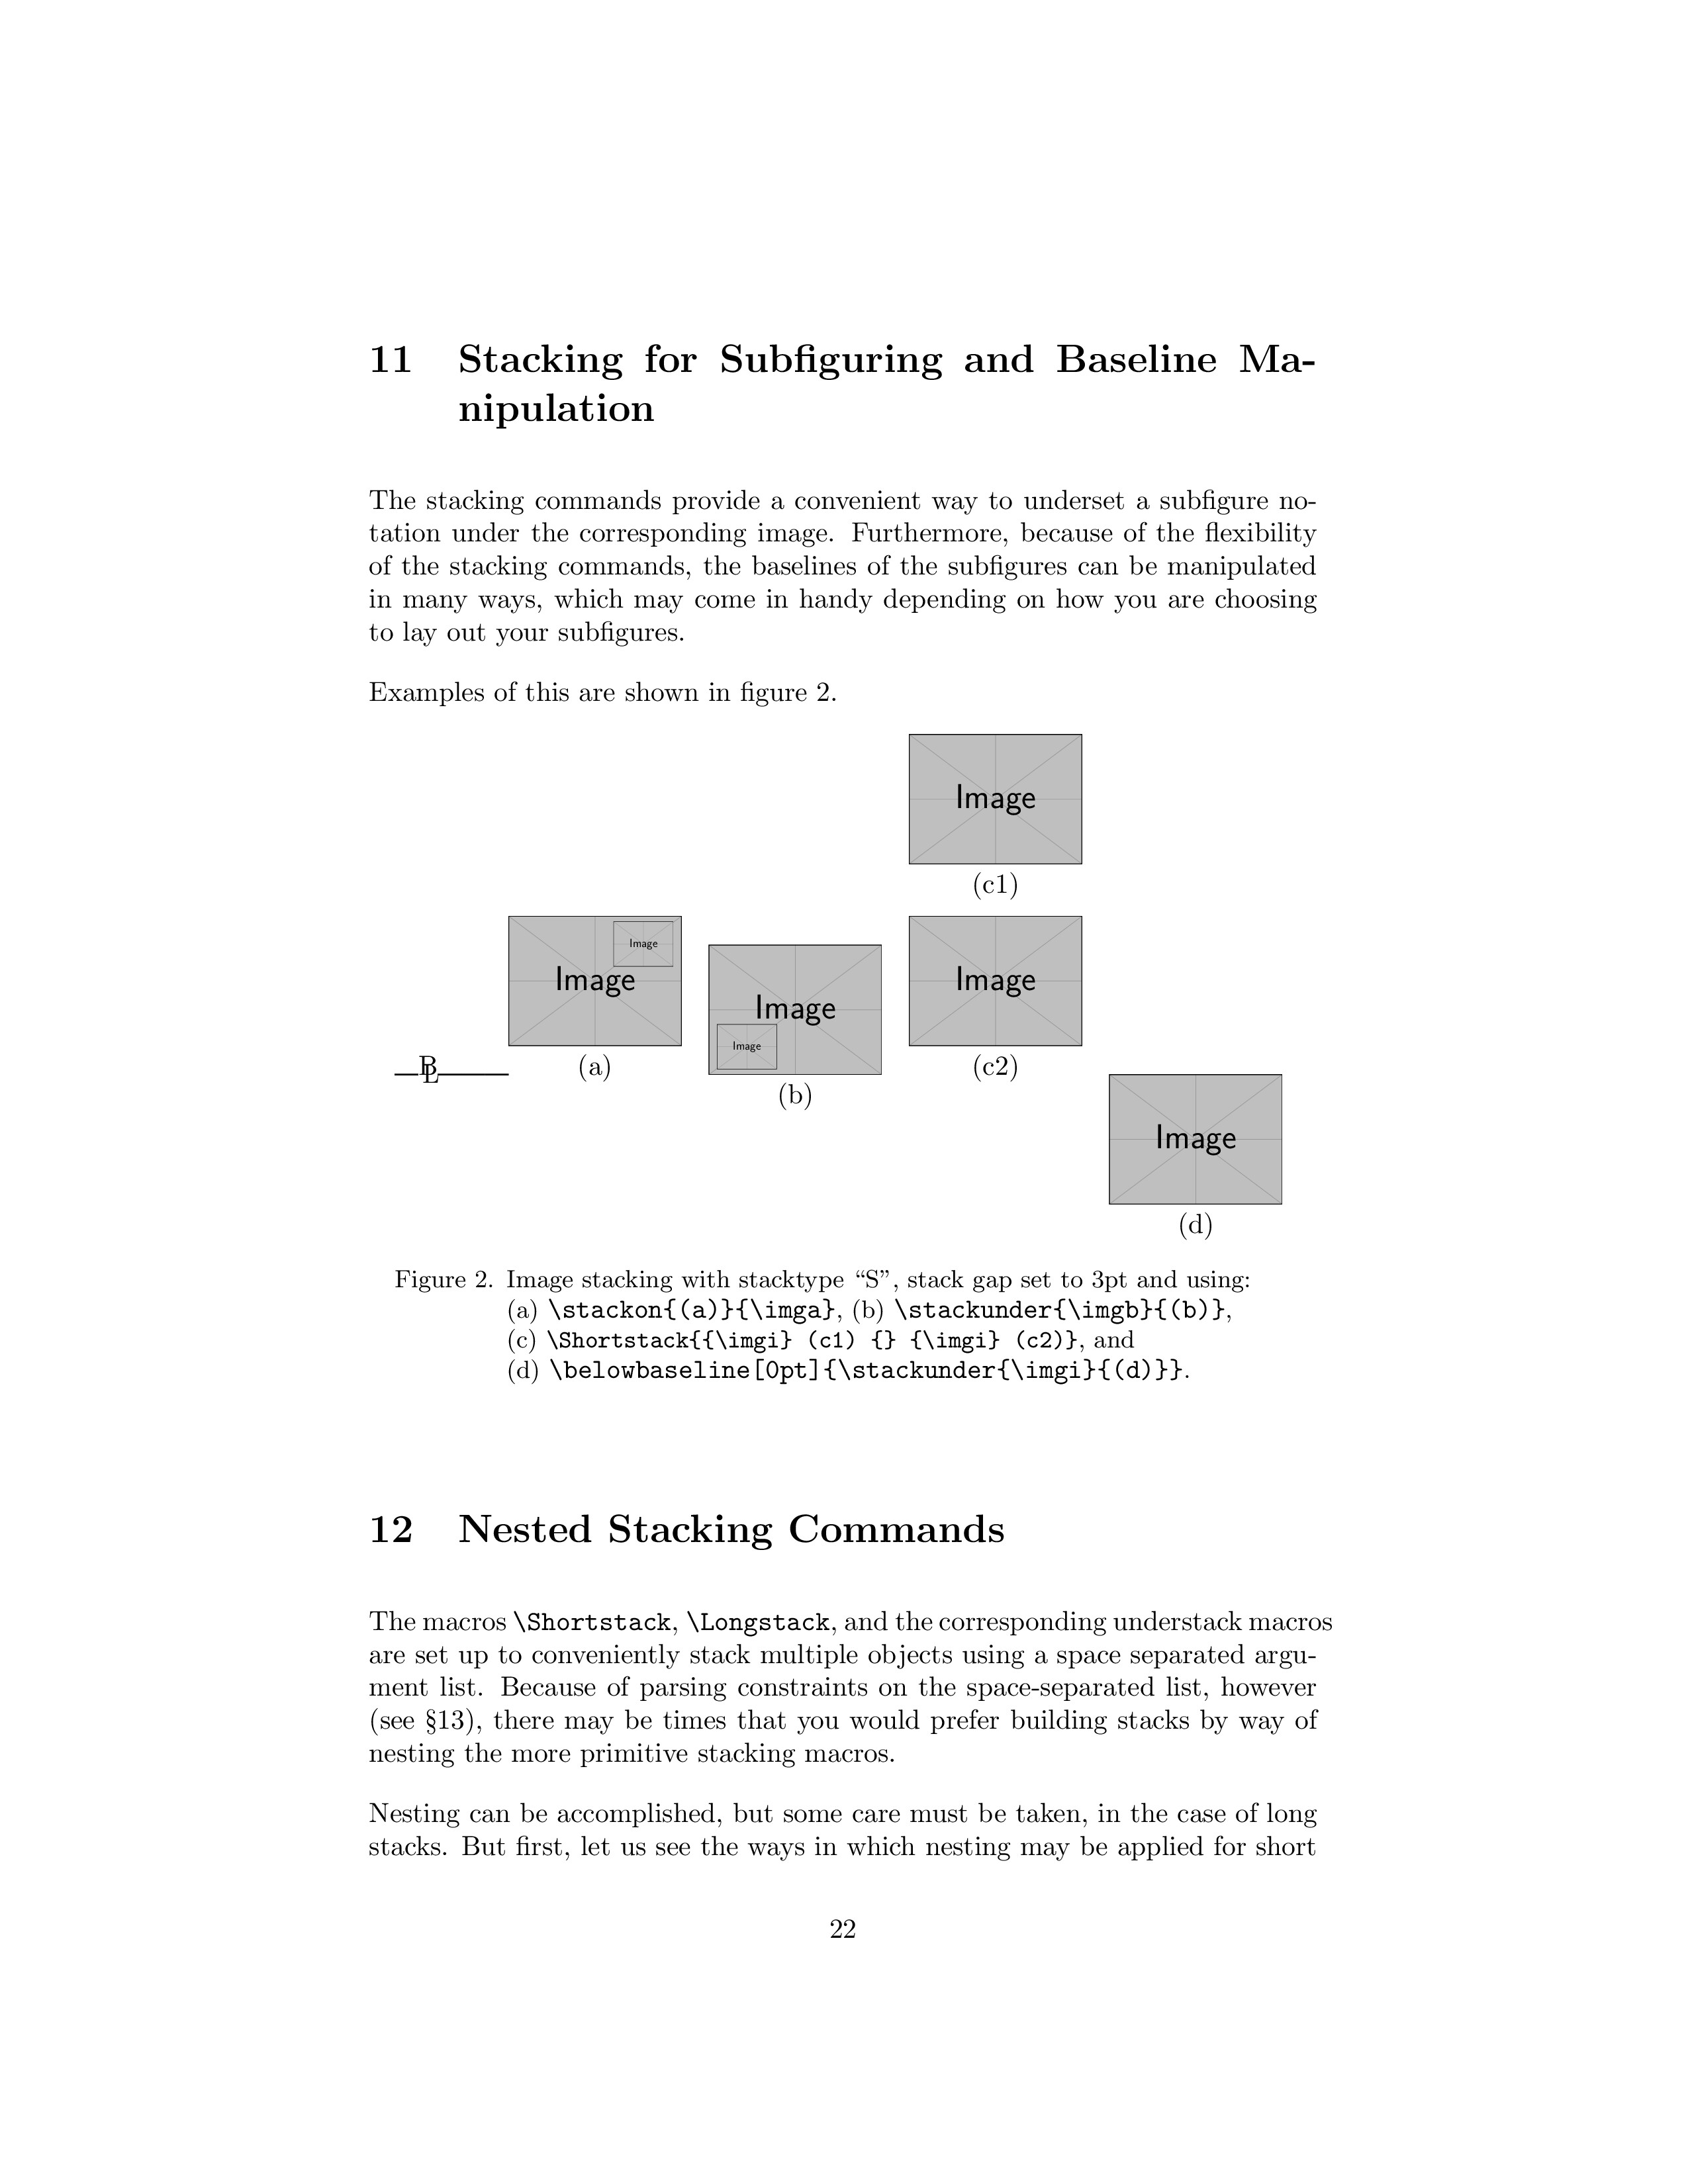 11 Stacking for Subfiguring and Baseline Ma-
nipulation
The stacking commands provide a convenient way to underset a subfigure no-
tation under the corresponding image. Furthermore, because of the flexibility
of the stacking commands, the baselines of the subfigures can be manipulated
in many ways, which may come in handy depending on how you are choosing
to lay out your subfigures.
Examples of this are shown in figure 2.
Image
(c1)
Image
Image
Image
Image
Image
B
L
(a)
(c2)
(b)
Image
(d)
Figure 2. Image stacking with stacktype “S”, stack gap set to 3pt and using:
(a) \stackon{(a)}{\imga}, (b) \stackunder{\imgb}{(b)},
(c) \Shortstack{{\imgi} (c1) {} {\imgi} (c2)}, and
(d) \belowbaseline[0pt]{\stackunder{\imgi}{(d)}}.
12 Nested Stacking Commands
The macros \Shortstack, \Longstack, and the corresponding understack macros
are set up to conveniently stack multiple objects using a space separated argu-
ment list. Because of parsing constraints on the space-separated list, however
(see §13), there may be times that you would prefer building stacks by way of
nesting the more primitive stacking macros.
Nesting can be accomplished, but some care must be taken, in the case of long
stacks. But first, let us see the ways in which nesting may be applied for short
22